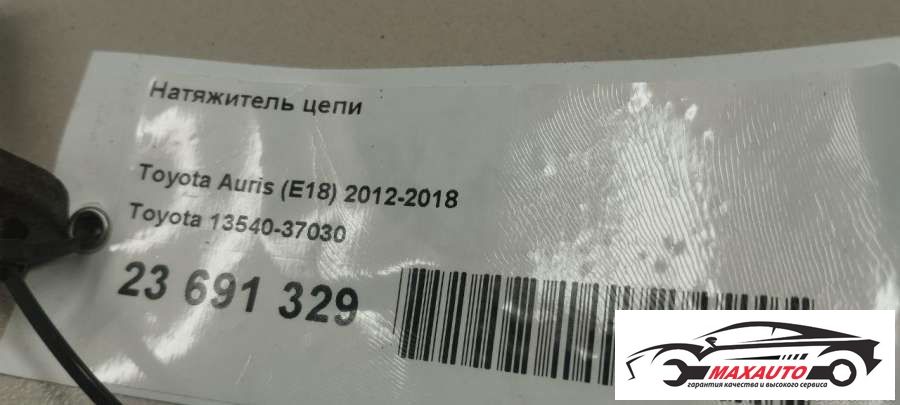 Натяжитель цепи
Toyota Auris (E18) 2012-2018
Toyota 13540-37030
23 691 329
MAXAUTO
гарантия качества и высокого сервиса